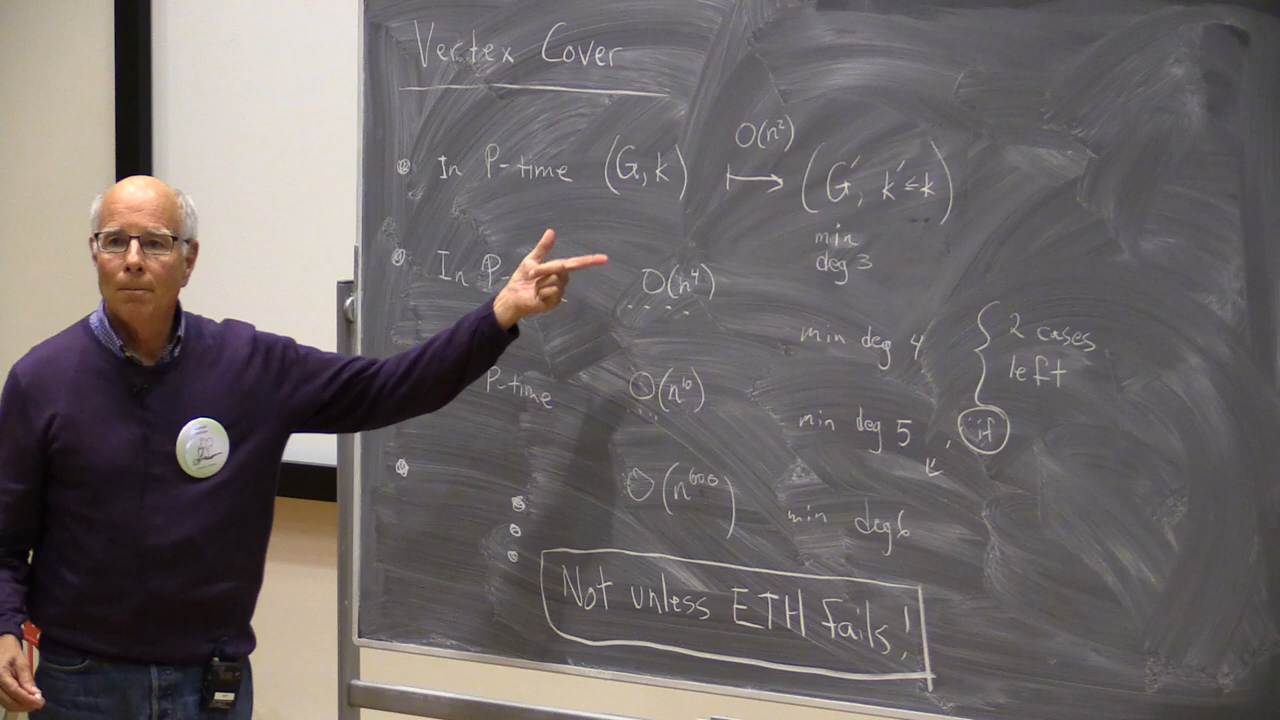 Vertex Cover
In P-time (G, k) ↦ O(n²) (G', k' ≤ k)
min
deg 3
In P- O(n⁴)
min deg 4
2 cases
left
P-time O(n¹⁰)
min deg 5, if
O(n⁶⁰⁰)
min deg 6
Not unless ETH fails!